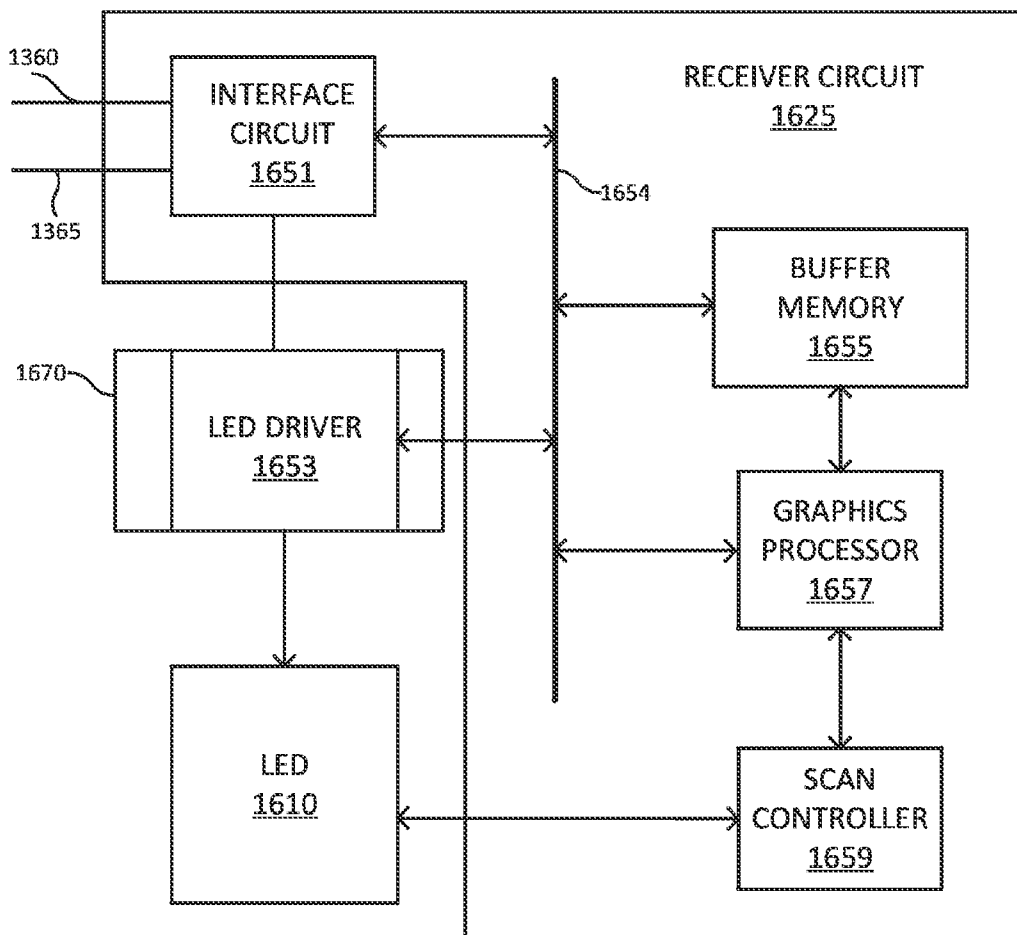 1360
INTERFACE
CIRCUIT
1651
1365
RECEIVER CIRCUIT
1625
1654
BUFFER
MEMORY
1655
1670
LED DRIVER
1653
GRAPHICS
PROCESSOR
1657
LED
1610
SCAN
CONTROLLER
1659